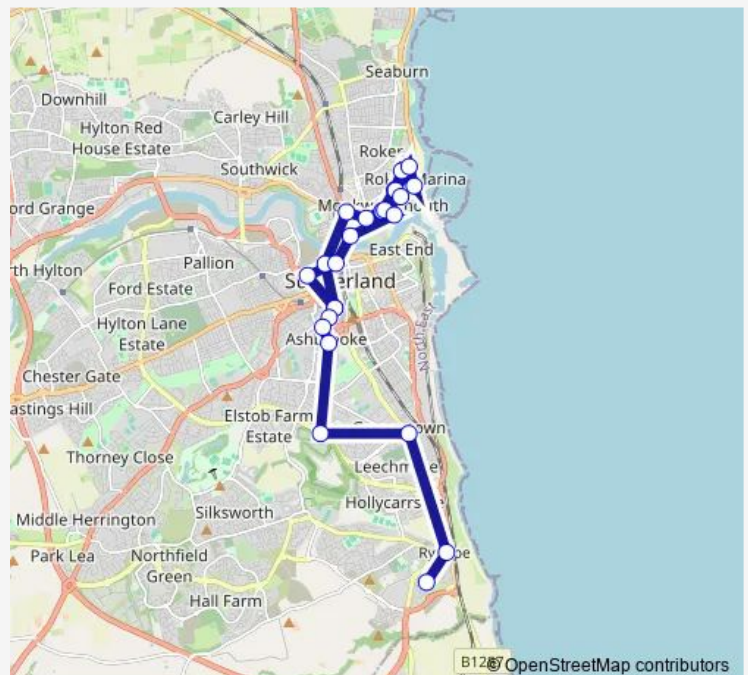 Seaburn
Downhill
Carley Hill
Hylton Red
House Estate
Roker
Southwick
Marina
ord Grange
East End
Pallion
rth Hylton
Ford Estate
Hylton Lane
Estate
Chester Gate
astings Hill
Elstob Farm
Estate
Thorney Close
Leechm
Hollycarrs
Silksworth
Middle Herrington
Park Lea
Northfield
Green
Hall Farm
© OpenStreetMap contributors